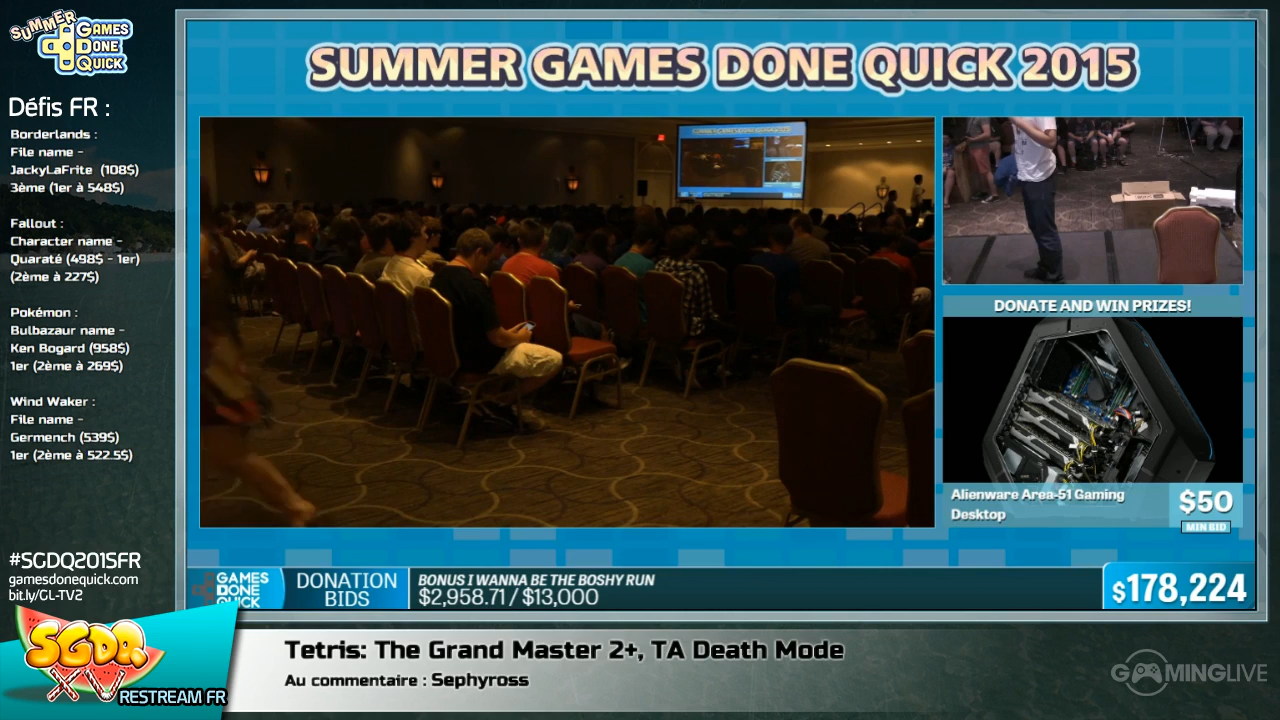 SUMMER
GAMES
DONE
QUICK
Défis FR :
Borderlands :
File name -
JackyLaFrite (108$)
3ème (1er à 548$)
Fallout :
Character name -
Quaraté (498$ - 1er)
(2ème à 227$)
Pokémon :
Bulbazaur name -
Ken Bogard (958$)
1er (2ème à 269$)
Wind Waker :
File name -
Germench (539$)
1er (2ème à 522.5$)
#SGDQ2015FR
gamesdonequick.com
bit.ly/GL-TV2
SGDQ
XV
RESTREAM FR
SUMMER GAMES DONE QUICK 2015
DONATE AND WIN PRIZES!
Alienware Area-51 Gaming
Desktop
$50
MIN BID
GAMES
DONE
QUICK
DONATION
BIDS
BONUS I WANNA BE THE BOSHY RUN
$2,958.71 / $13,000
$178,224
Tetris: The Grand Master 2+, TA Death Mode
Au commentaire : Sephyross
GAMINGLIVE